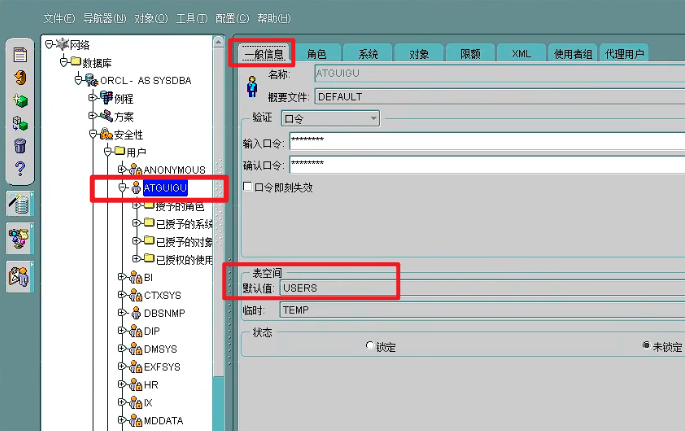 文件(F) 导航器(N) 对象(O) 工具(T) 配置(C) 帮助(H)
网络
数据库
ORCL - AS SYSDBA
例程
方案
安全性
用户
ANONYMOUS
ATGUIGU
授予的角色
已授予的系统
已授予的对象
已授权的使用
BI
CTXSYS
DBSNMP
DIP
DMSYS
EXFSYS
HR
IX
MDDATA
一般信息 角色 系统 对象 限额 XML 使用者组 代理用户
名称: ATGUIGU
概要文件: DEFAULT
验证 口令
输入口令: ********
确认口令: ********
口令即刻失效
表空间
默认值: USERS
临时: TEMP
状态
锁定 未锁定